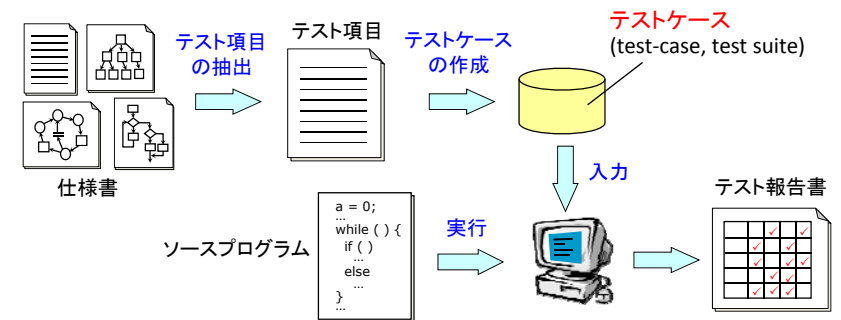 テスト項目
の抽出
テスト項目
テストケース
の作成
テストケース
(test-case, test suite)
仕様書
入力
ソースプログラム
a = 0;
…
while ( ) {
if ( )
…
else
…
}
…
実行
テスト報告書